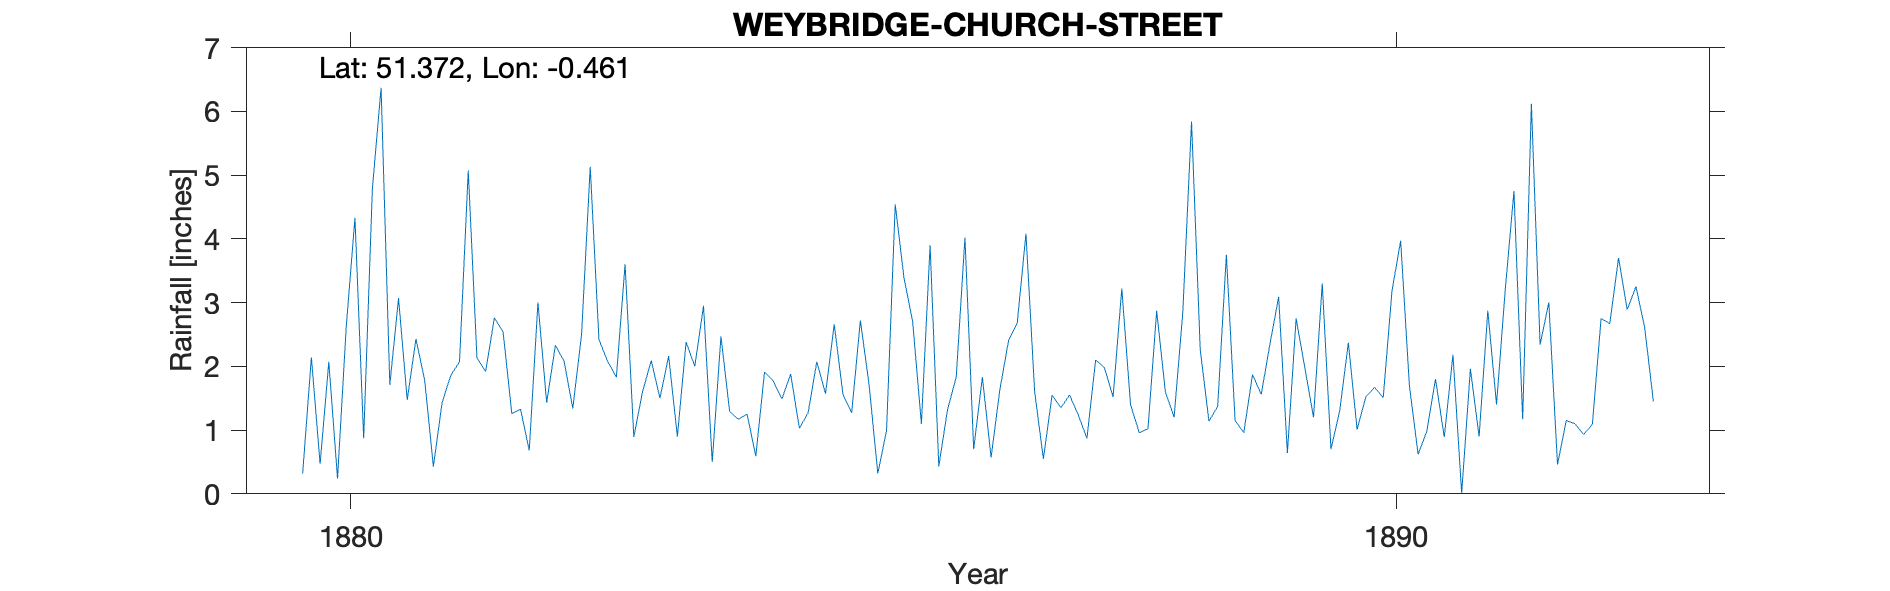 WEYBRIDGE-CHURCH-STREET
Lat: 51.372, Lon: -0.461
7
6
5
4
3
2
1
0
Rainfall [inches]
1880
1890
Year